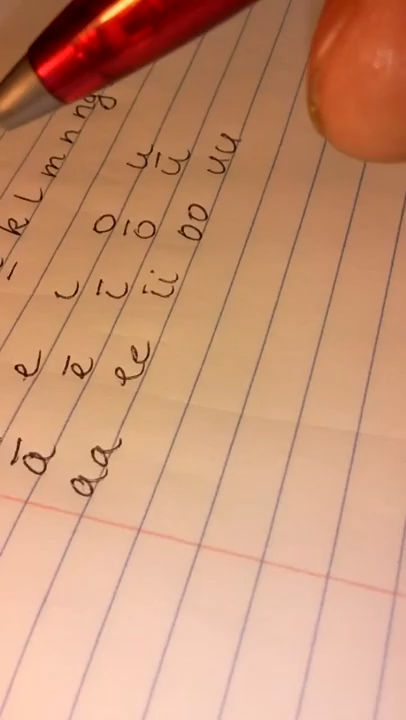 k l m n ng
e i o u
ā ē ī ō ū
aa ee ii oo uu